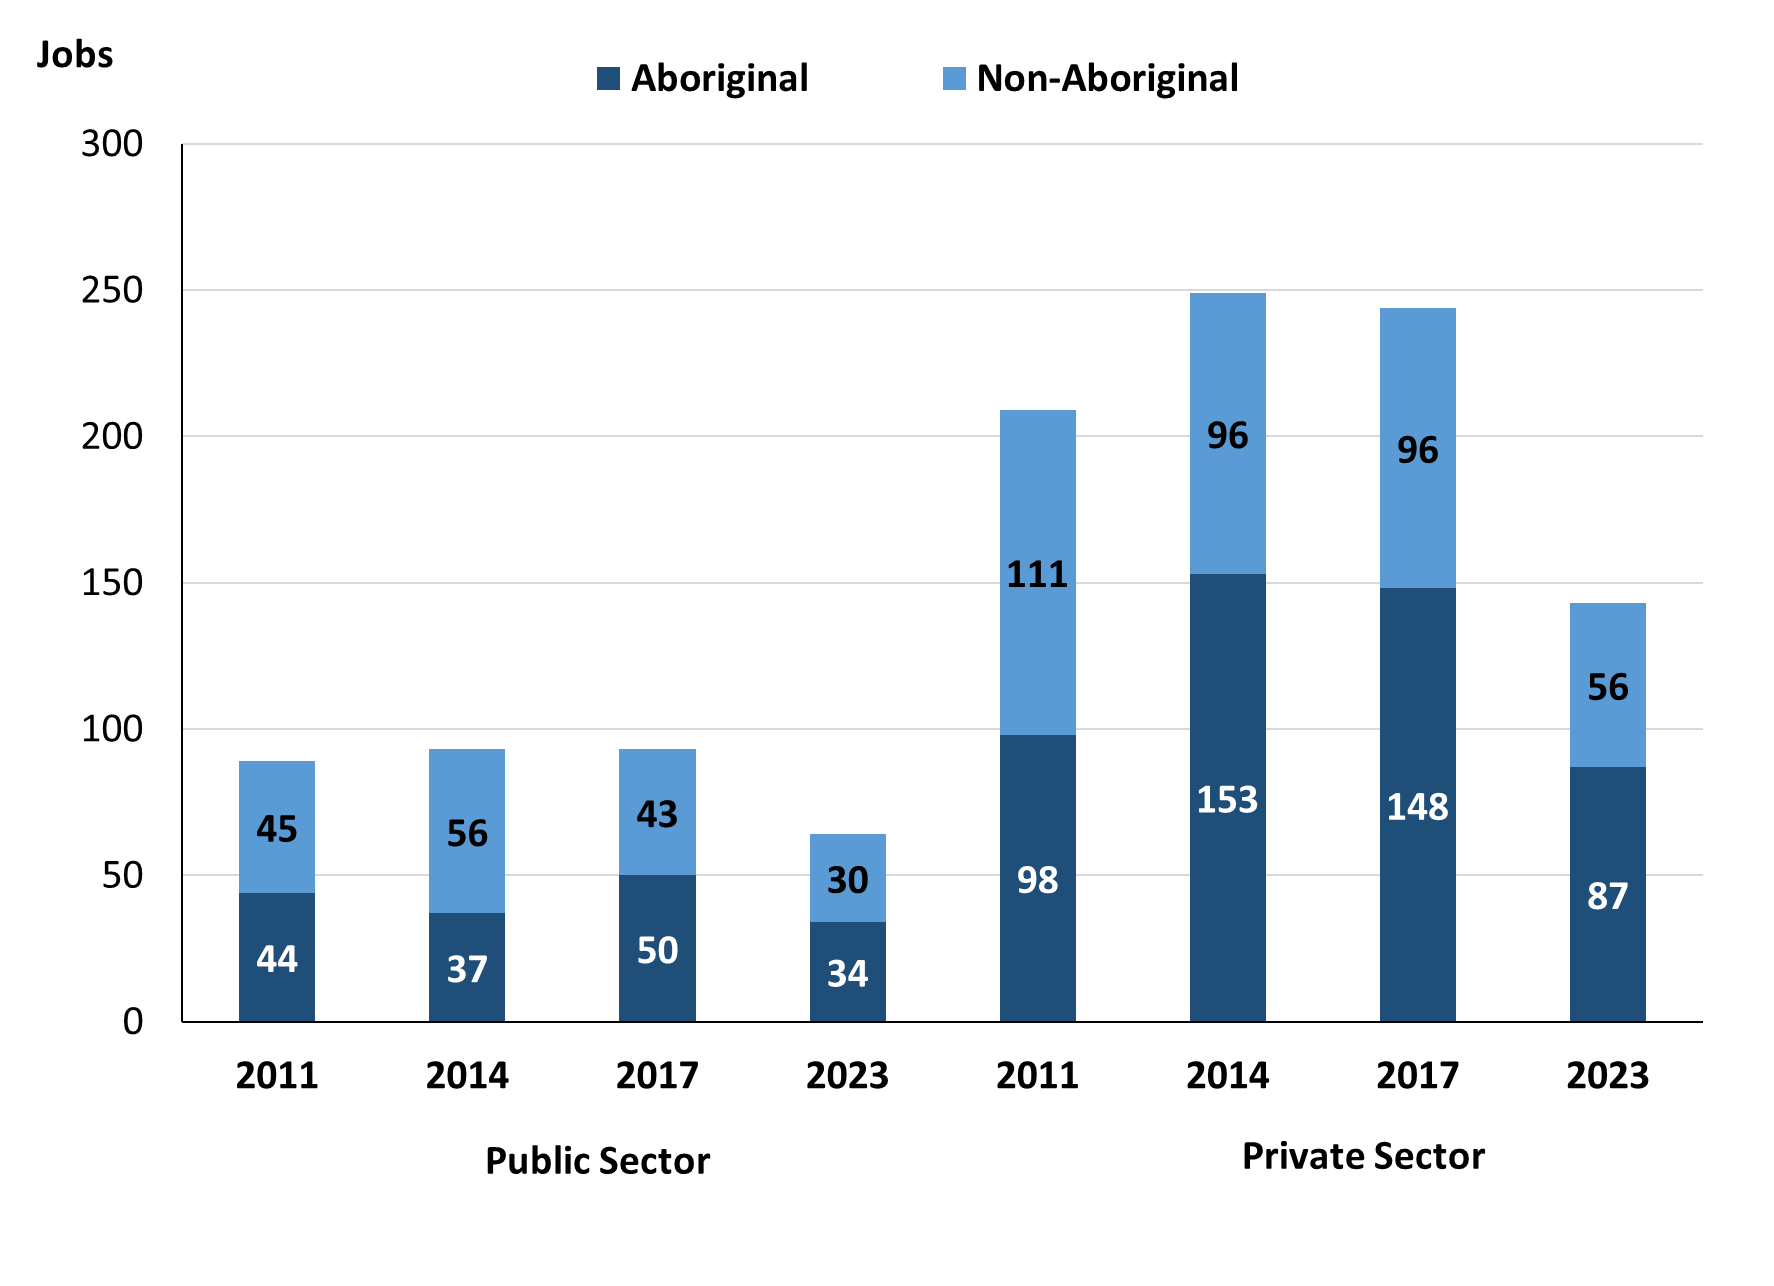 Jobs
Aboriginal Non-Aboriginal
300
250
200
150
100
50
0
45 56 43 30 111 96 96 56
44 37 50 34 98 153 148 87
2011 2014 2017 2023 2011 2014 2017 2023
Public Sector Private Sector